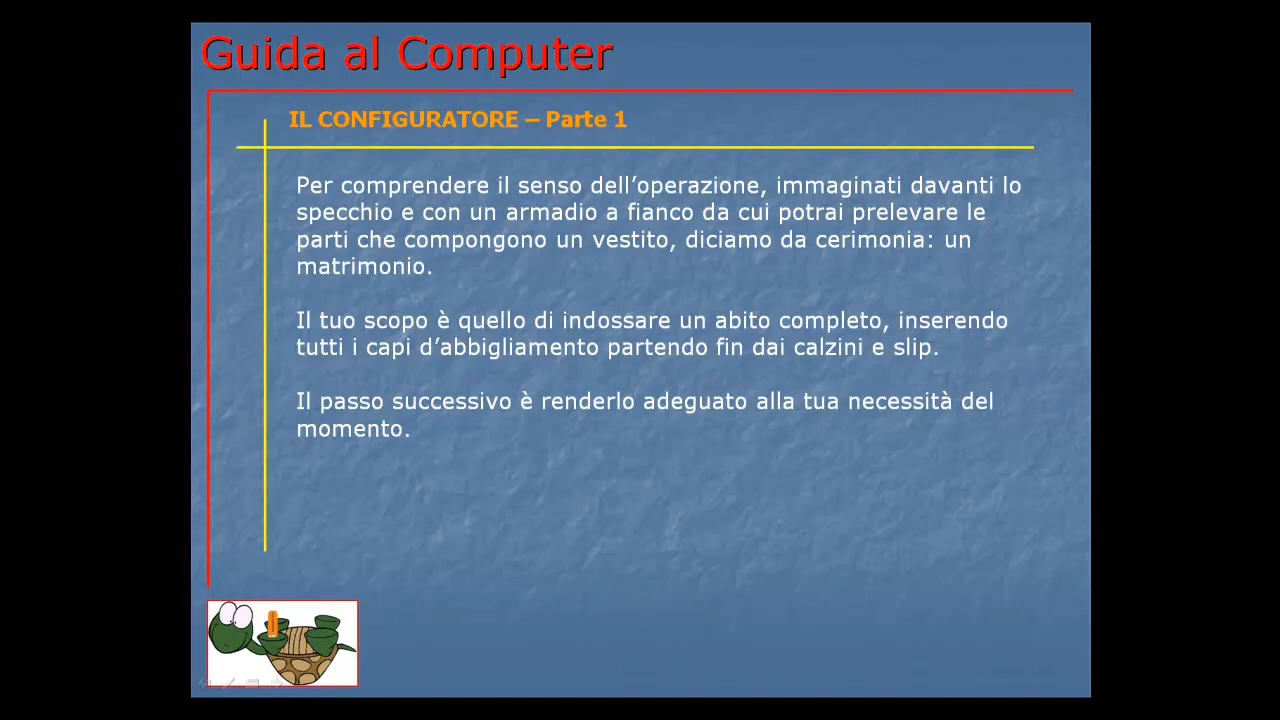 Guida al Computer
IL CONFIGURATORE – Parte 1
Per comprendere il senso dell’operazione, immaginati davanti lo
specchio e con un armadio a fianco da cui potrai prelevare le
parti che compongono un vestito, diciamo da cerimonia: un
matrimonio.
Il tuo scopo è quello di indossare un abito completo, inserendo
tutti i capi d’abbigliamento partendo fin dai calzini e slip.
Il passo successivo è renderlo adeguato alla tua necessità del
momento.